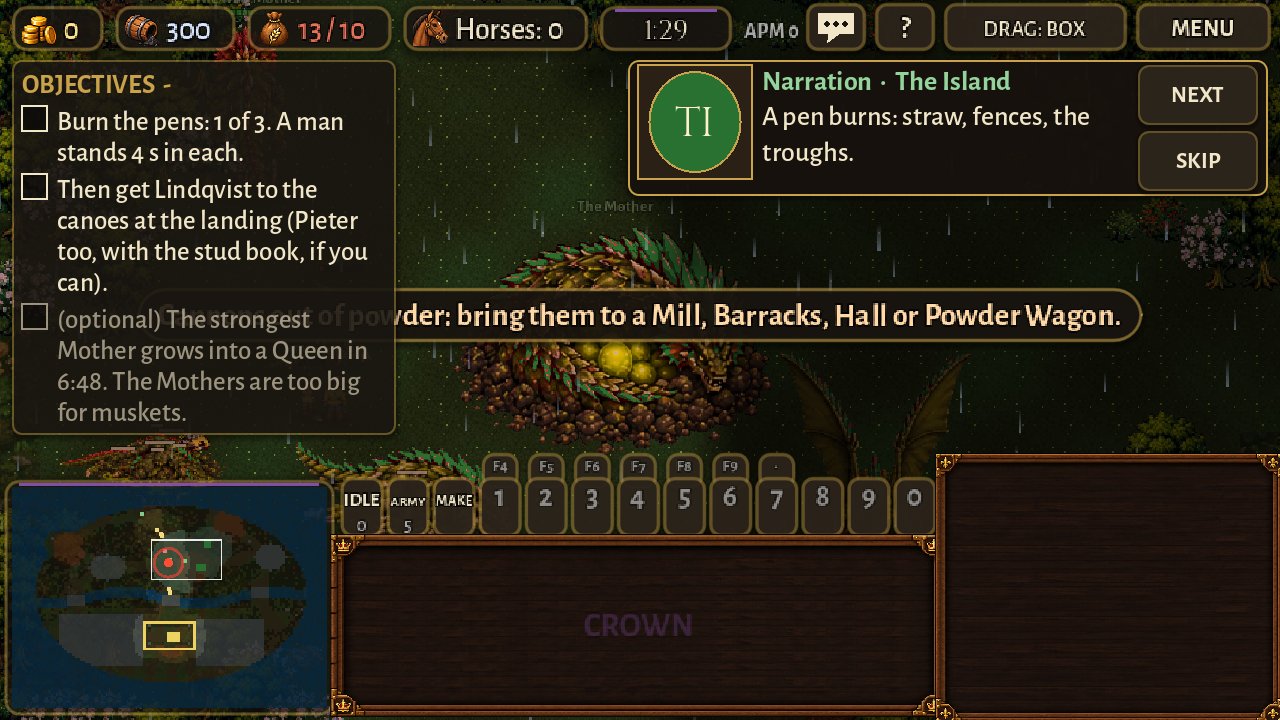 0
300
13/10
Horses: 0
1:29
APM 0
?
DRAG: BOX
MENU
OBJECTIVES -
Burn the pens: 1 of 3. A man
stands 4 s in each.
Then get Lindqvist to the
canoes at the landing (Pieter
too, with the stud book, if you
can).
(optional) The strongest
Mother grows into a Queen in
6:48. The Mothers are too big
for muskets.
TI
Narration · The Island
A pen burns: straw, fences, the
troughs.
NEXT
SKIP
The Mother
out of powder: bring them to a Mill, Barracks, Hall or Powder Wagon.
IDLE
0
ARMY
5
MAKE
F4
1
F5
2
F6
3
F7
4
F8
5
F9
6
·
7
8
9
0
CROWN